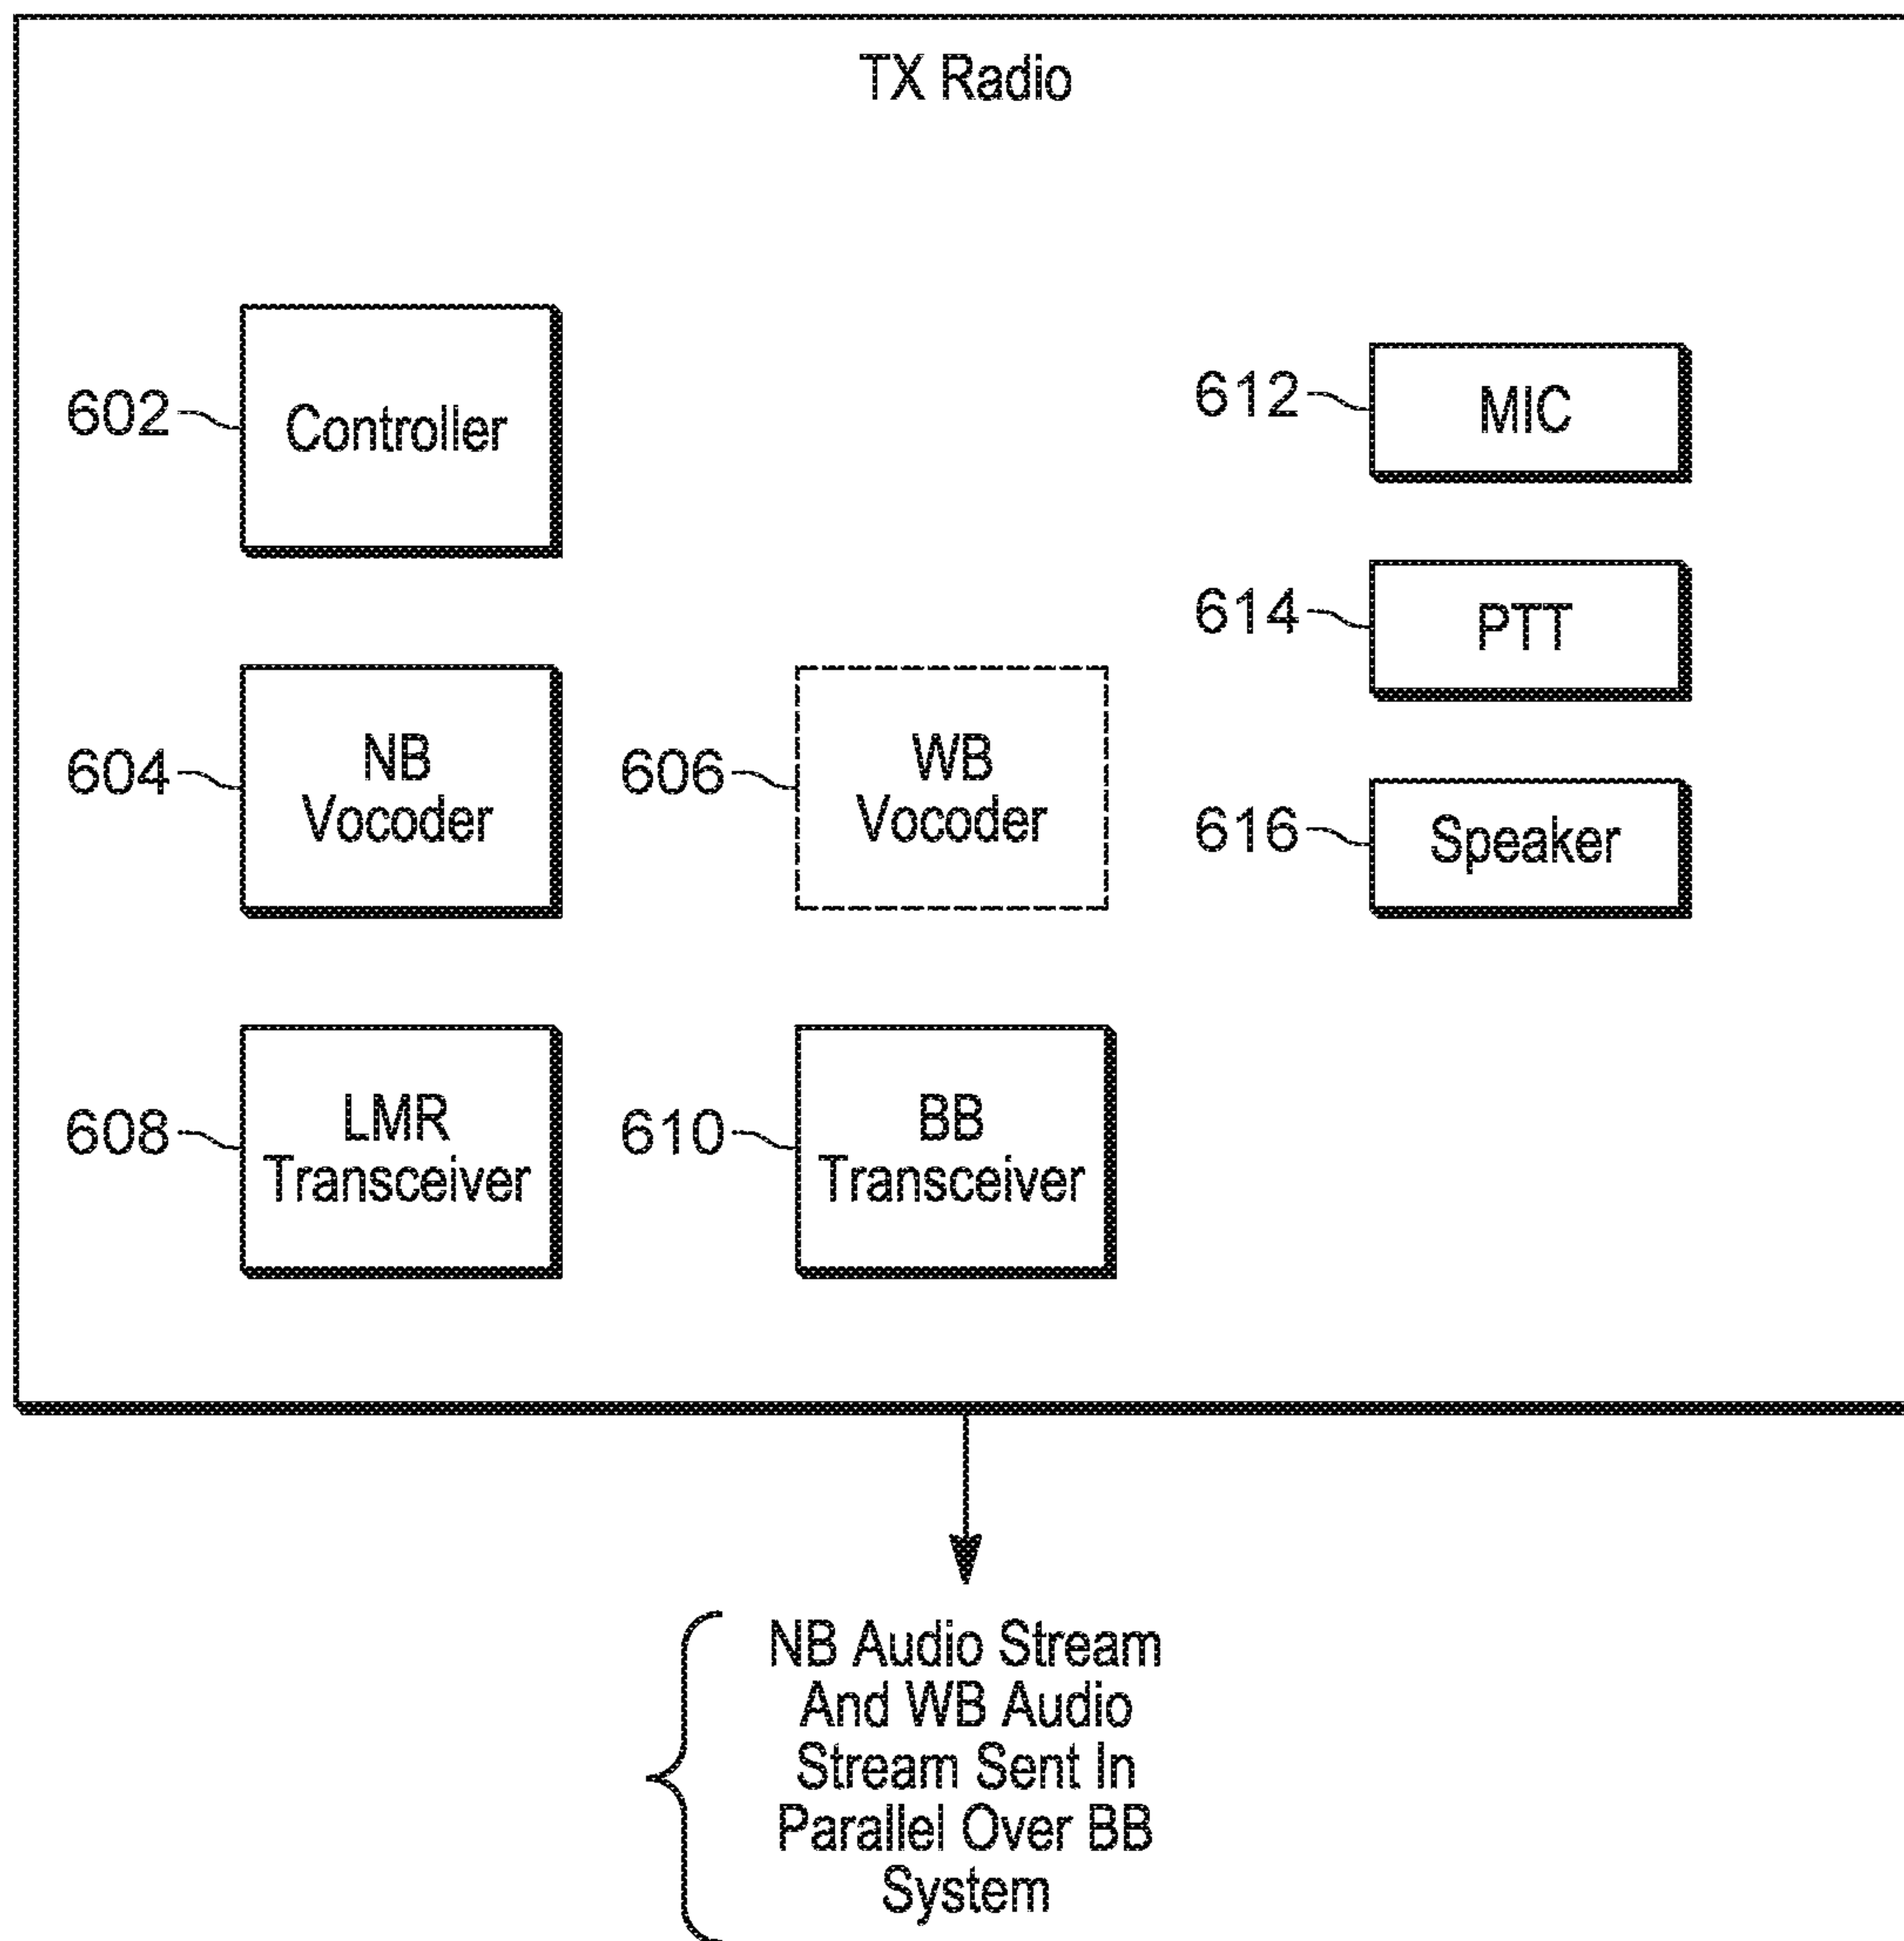 TX Radio
602
Controller
612
MIC
614
PTT
604
NB
Vocoder
606
WB
Vocoder
616
Speaker
608
LMR
Transceiver
610
BB
Transceiver
NB Audio Stream
And WB Audio
Stream Sent In
Parallel Over BB
System